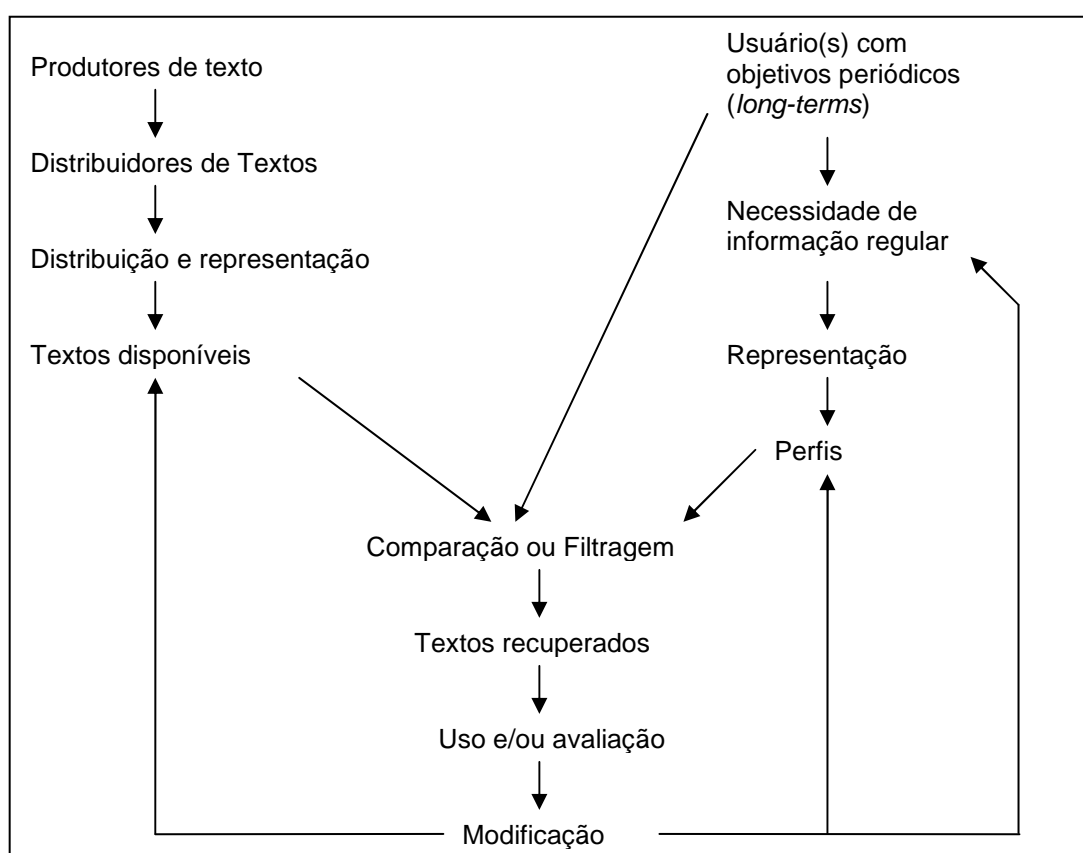 Produtores de texto
Distribuidores de Textos
Distribuição e representação
Textos disponíveis
Usuário(s) com
objetivos periódicos
(long-terms)
Necessidade de
informação regular
Representação
Perfis
Comparação ou Filtragem
Textos recuperados
Uso e/ou avaliação
Modificação